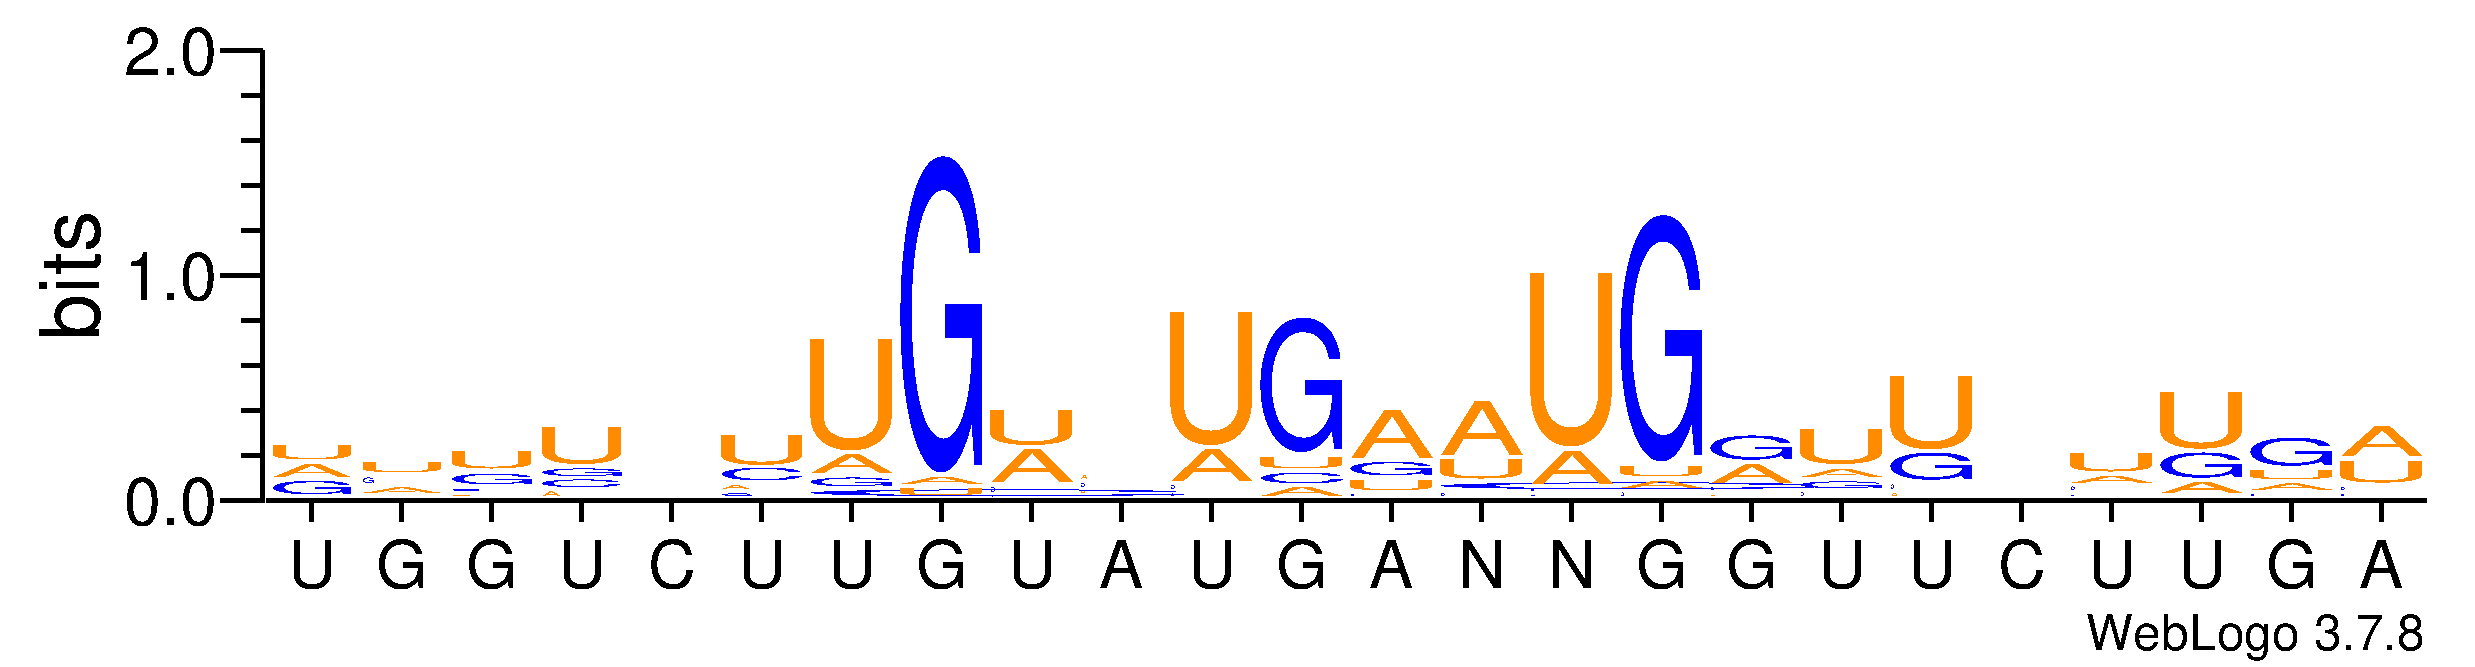 2.0
bits
1.0
0.0
U G G U C U U G U A U G A N N G G U U C U U G A
WebLogo 3.7.8